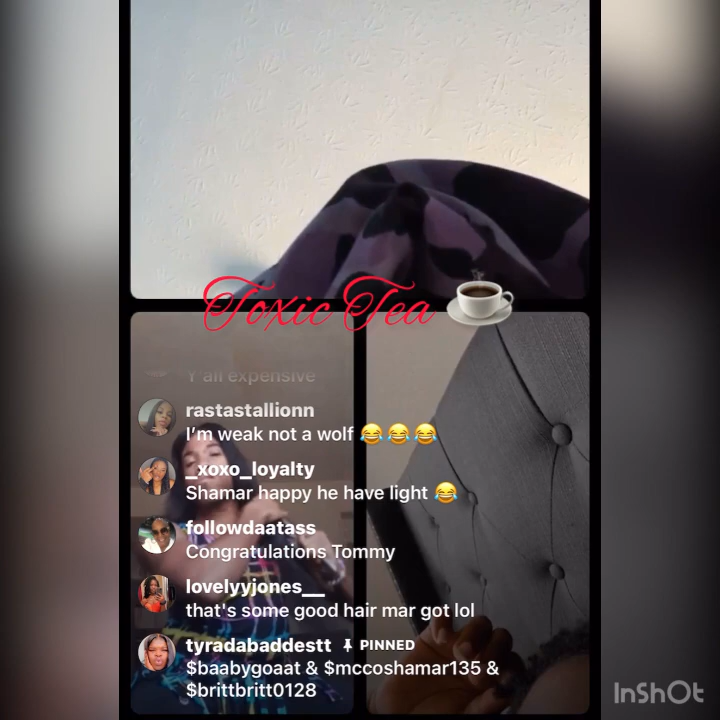 Toxic Tea ☕
Y'all expensive
rastastallionn
I'm weak not a wolf 😂😂😂
_xoxo_loyalty
Shamar happy he have light 😂
followdaatass
Congratulations Tommy
lovelyyjones__
that's some good hair mar got lol
tyradabaddestt PINNED
$baabygoaat & $mccoshamar135 &
$brittbritt0128
InShOt